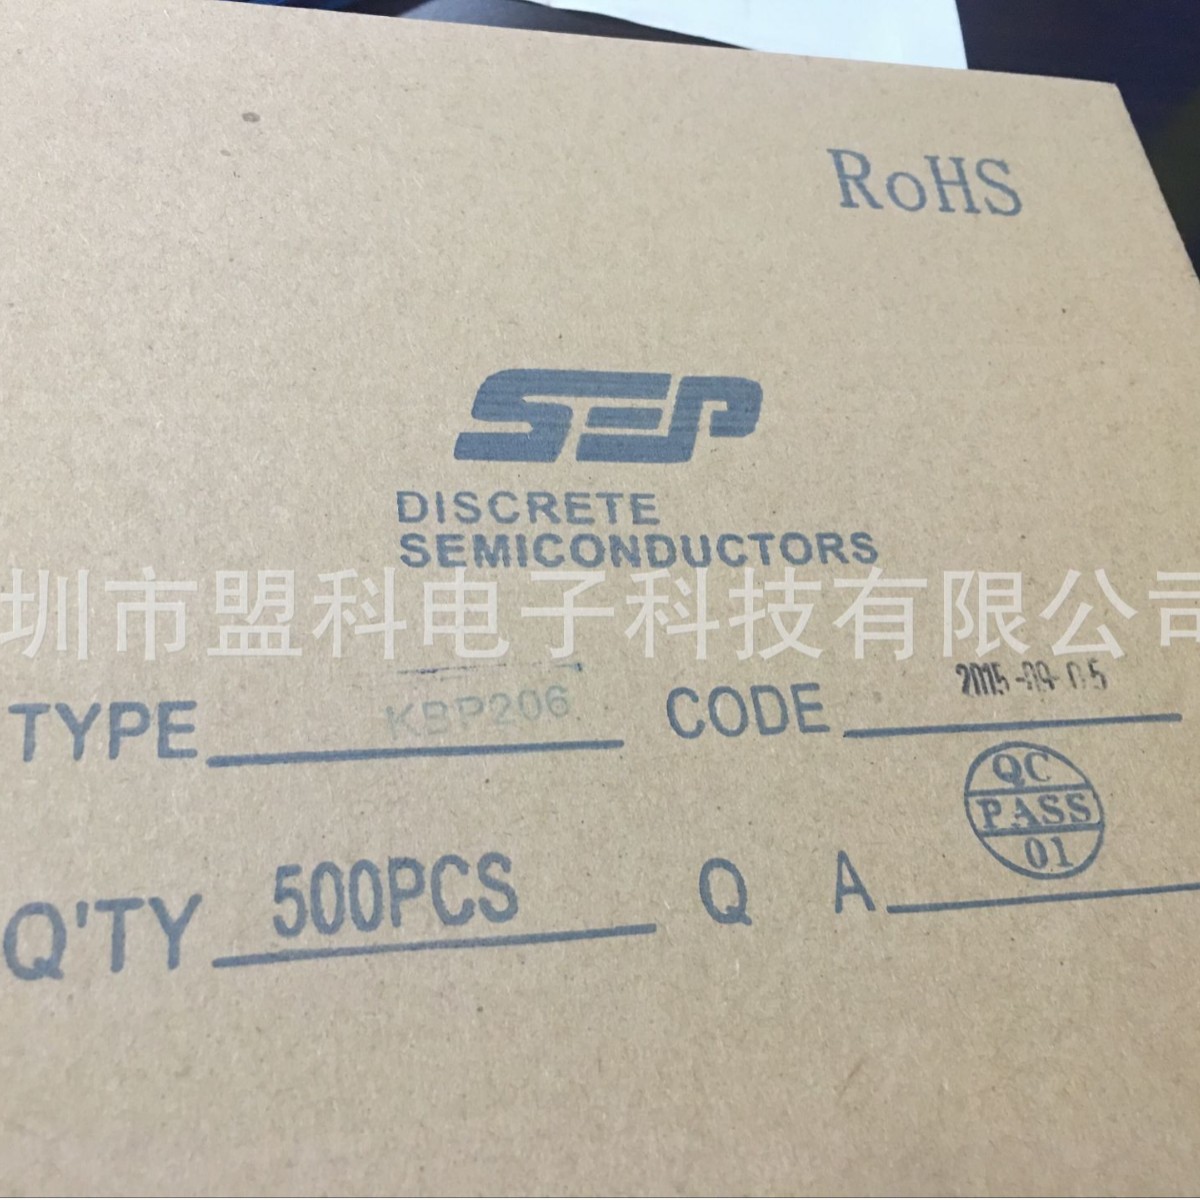 RoHS
SEP
DISCRETE
SEMICONDUCTORS
圳市盟科电子科技有限公司
TYPE KBP206 CODE 2015-09-05
Q'TY 500PCS Q A
QC
PASS
01